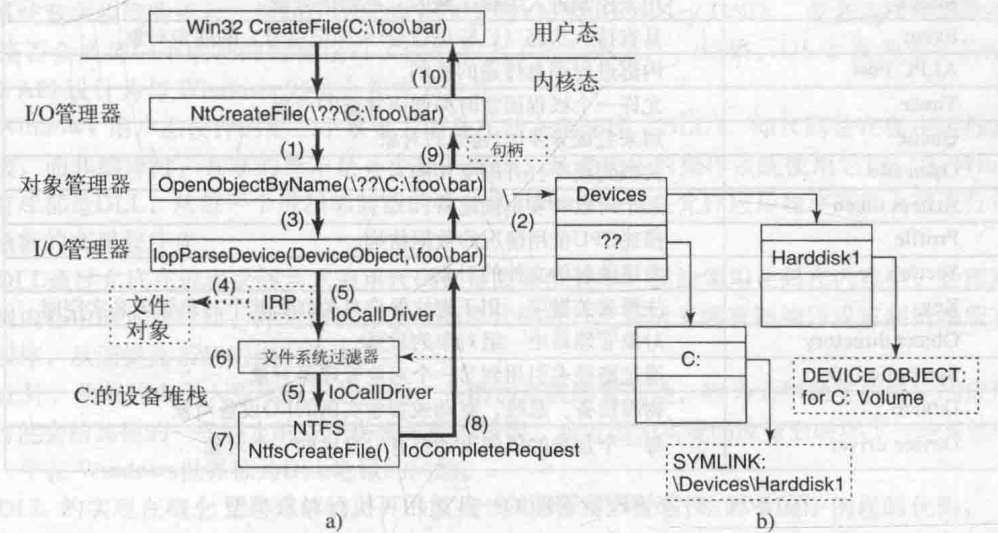 Win32 CreateFile(C:\foo\bar)
用户态
(10)
内核态
I/O管理器
NtCreateFile(\??\C:\foo\bar)
(1)
(9)
句柄
对象管理器
OpenObjectByName(\??\C:\foo\bar)
\
(2)
Devices
(3)
??
Harddisk1
I/O管理器
IopParseDevice(DeviceObject,\foo\bar)
文件
对象
(4)
IRP
(5)
IoCallDriver
(6)
文件系统过滤器
C:
C:的设备堆栈
(5)
IoCallDriver
DEVICE OBJECT:
for C: Volume
(7)
NTFS
NtfsCreateFile()
(8)
IoCompleteRequest
SYMLINK:
\Devices\Harddisk1
a)
b)